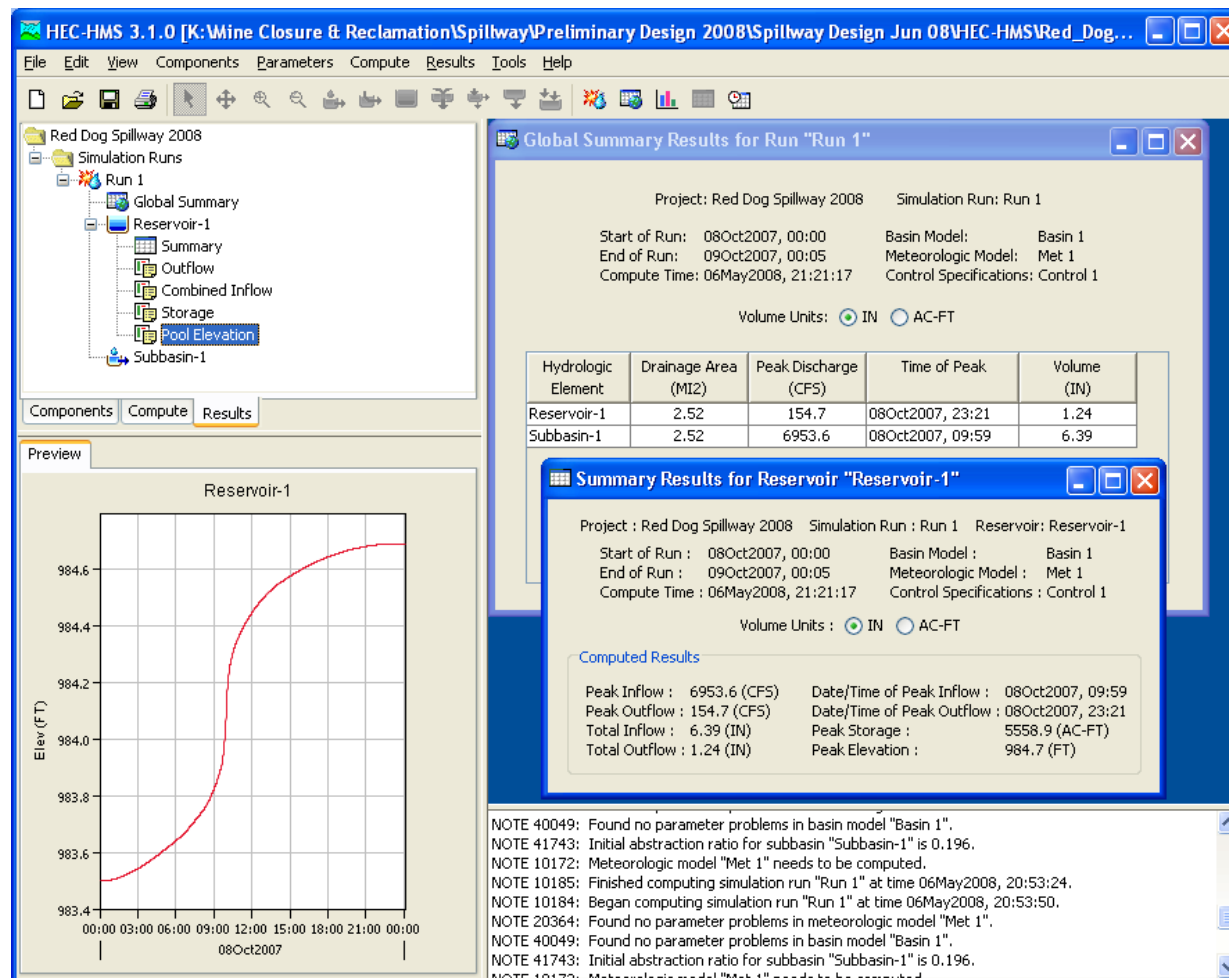 HEC-HMS 3.1.0 [K:\Mine Closure & Reclamation\Spillway\Preliminary Design 2008\Spillway Design Jun 08\HEC-HMS\Red_Dog...
File Edit View Components Parameters Compute Results Tools Help
Red Dog Spillway 2008
Simulation Runs
Run 1
Global Summary
Reservoir-1
Summary
Outflow
Combined Inflow
Storage
Pool Elevation
Subbasin-1
Components Compute Results
Preview
Reservoir-1
Elev (FT)
984.6
984.4
984.2
984.0
983.8
983.6
983.4
00:00 03:00 06:00 09:00 12:00 15:00 18:00 21:00 00:00
08Oct2007
Global Summary Results for Run "Run 1"
Project: Red Dog Spillway 2008 Simulation Run: Run 1
Start of Run: 08Oct2007, 00:00 Basin Model: Basin 1
End of Run: 09Oct2007, 00:05 Meteorologic Model: Met 1
Compute Time: 06May2008, 21:21:17 Control Specifications: Control 1
Volume Units: IN AC-FT
Hydrologic Element Drainage Area (MI2) Peak Discharge (CFS) Time of Peak Volume (IN)
Reservoir-1 2.52 154.7 08Oct2007, 23:21 1.24
Subbasin-1 2.52 6953.6 08Oct2007, 09:59 6.39
Summary Results for Reservoir "Reservoir-1"
Project : Red Dog Spillway 2008 Simulation Run : Run 1 Reservoir: Reservoir-1
Start of Run : 08Oct2007, 00:00 Basin Model : Basin 1
End of Run : 09Oct2007, 00:05 Meteorologic Model : Met 1
Compute Time : 06May2008, 21:21:17 Control Specifications : Control 1
Volume Units : IN AC-FT
Computed Results
Peak Inflow : 6953.6 (CFS) Date/Time of Peak Inflow : 08Oct2007, 09:59
Peak Outflow : 154.7 (CFS) Date/Time of Peak Outflow : 08Oct2007, 23:21
Total Inflow : 6.39 (IN) Peak Storage : 5558.9 (AC-FT)
Total Outflow : 1.24 (IN) Peak Elevation : 984.7 (FT)
NOTE 40049: Found no parameter problems in basin model "Basin 1".
NOTE 41743: Initial abstraction ratio for subbasin "Subbasin-1" is 0.196.
NOTE 10172: Meteorologic model "Met 1" needs to be computed.
NOTE 10185: Finished computing simulation run "Run 1" at time 06May2008, 20:53:24.
NOTE 10184: Began computing simulation run "Run 1" at time 06May2008, 20:53:50.
NOTE 20364: Found no parameter problems in meteorologic model "Met 1".
NOTE 40049: Found no parameter problems in basin model "Basin 1".
NOTE 41743: Initial abstraction ratio for subbasin "Subbasin-1" is 0.196.
NOTE 10172: Meteorologic model "Met 1" needs to be computed.